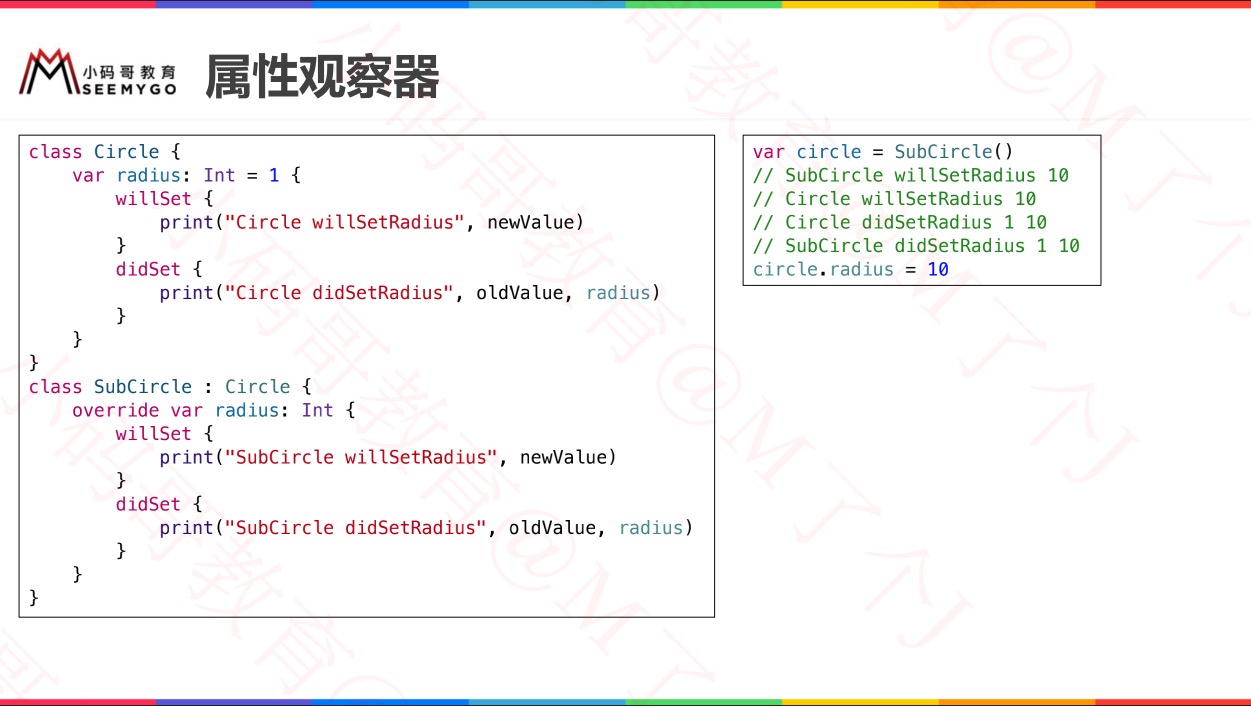 小码哥教育
SEEMYGO
属性观察器
class Circle {
    var radius: Int = 1 {
        willSet {
            print("Circle willSetRadius", newValue)
        }
        didSet {
            print("Circle didSetRadius", oldValue, radius)
        }
    }
}
class SubCircle : Circle {
    override var radius: Int {
        willSet {
            print("SubCircle willSetRadius", newValue)
        }
        didSet {
            print("SubCircle didSetRadius", oldValue, radius)
        }
    }
}
var circle = SubCircle()
// SubCircle willSetRadius 10
// Circle willSetRadius 10
// Circle didSetRadius 1 10
// SubCircle didSetRadius 1 10
circle.radius = 10
小码哥教育@M了个J